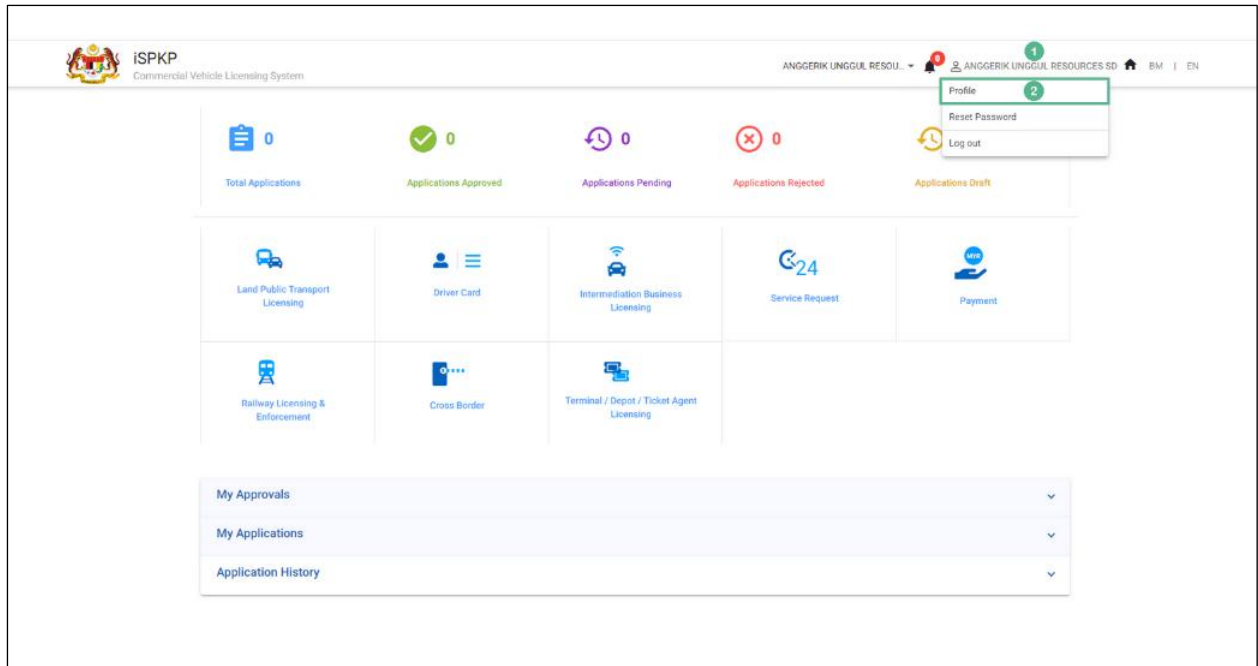 iSPKP
Commercial Vehicle Licensing System
ANGGERIK UNGGUL RESOU...
0
1
ANGGERIK UNGGUL RESOURCES SD
BM | EN
Profile
2
Reset Password
Log out
0
Total Applications
0
Applications Approved
0
Applications Pending
0
Applications Rejected
Applications Draft
Land Public Transport
Licensing
Driver Card
Intermediation Business
Licensing
24
Service Request
MYR
Payment
Railway Licensing &
Enforcement
Cross Border
Terminal / Depot / Ticket Agent
Licensing
My Approvals
My Applications
Application History